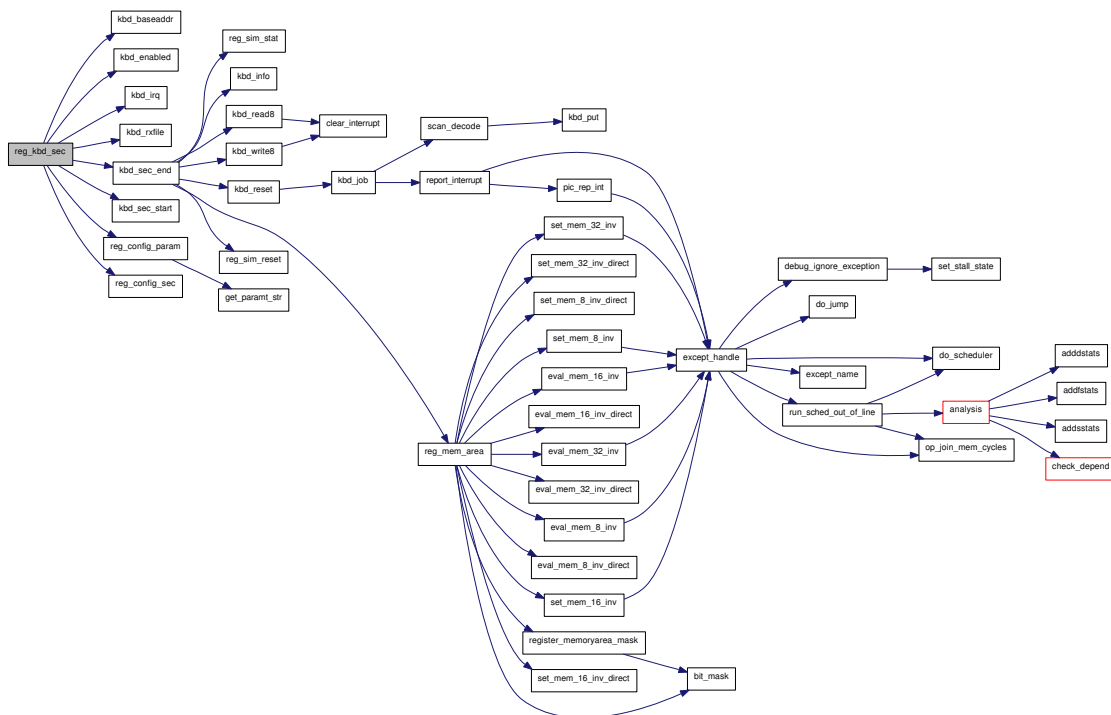 kbd_baseaddr
reg_sim_stat
kbd_enabled
kbd_info
kbd_irq
kbd_read8
kbd_put
clear_interrupt
scan_decode
kbd_rxfile
reg_kbd_sec
kbd_write8
kbd_sec_end
kbd_job
report_interrupt
kbd_reset
pic_rep_int
kbd_sec_start
set_mem_32_inv
reg_config_param
reg_sim_reset
set_mem_32_inv_direct
debug_ignore_exception
set_stall_state
reg_config_sec
get_paramt_str
set_mem_8_inv_direct
do_jump
set_mem_8_inv
except_handle
do_scheduler
adddstats
eval_mem_16_inv
except_name
addfstats
eval_mem_16_inv_direct
run_sched_out_of_line
analysis
addsstats
reg_mem_area
eval_mem_32_inv
op_join_mem_cycles
check_depend
eval_mem_32_inv_direct
eval_mem_8_inv
eval_mem_8_inv_direct
set_mem_16_inv
register_memoryarea_mask
set_mem_16_inv_direct
bit_mask